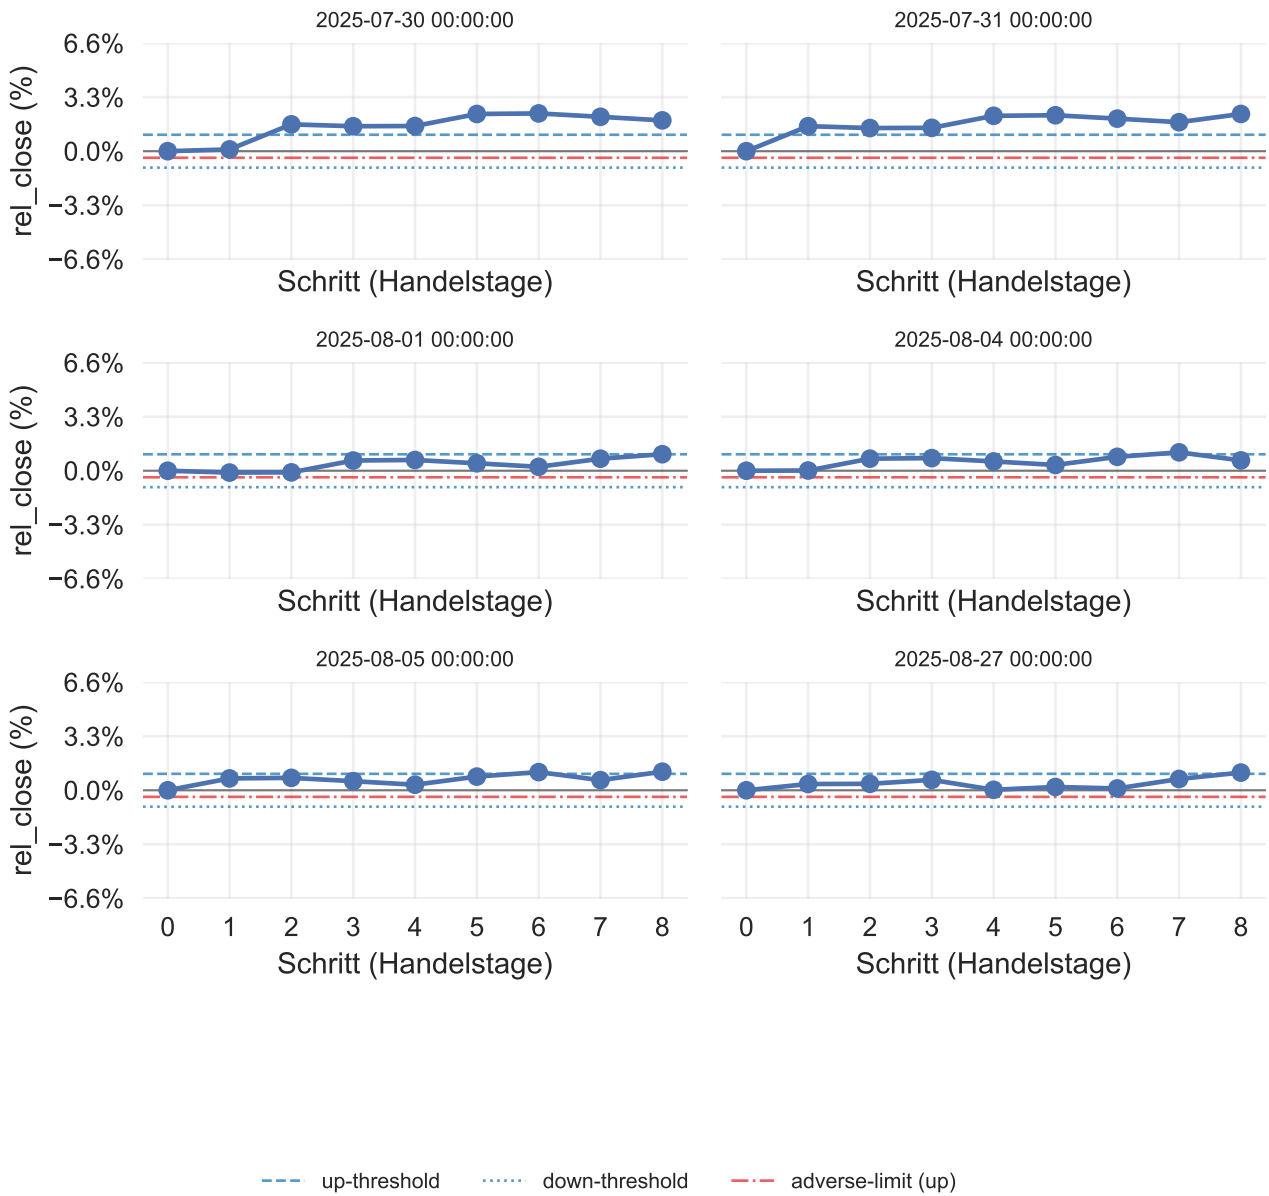 2025-07-30 00:00:00
2025-07-31 00:00:00
rel_close (%)
6.6%
3.3%
0.0%
−3.3%
−6.6%
Schritt (Handelstage)
Schritt (Handelstage)
2025-08-01 00:00:00
2025-08-04 00:00:00
rel_close (%)
6.6%
3.3%
0.0%
−3.3%
−6.6%
Schritt (Handelstage)
Schritt (Handelstage)
2025-08-05 00:00:00
2025-08-27 00:00:00
rel_close (%)
6.6%
3.3%
0.0%
−3.3%
−6.6%
0 1 2 3 4 5 6 7 8
0 1 2 3 4 5 6 7 8
Schritt (Handelstage)
Schritt (Handelstage)
up-threshold
down-threshold
adverse-limit (up)